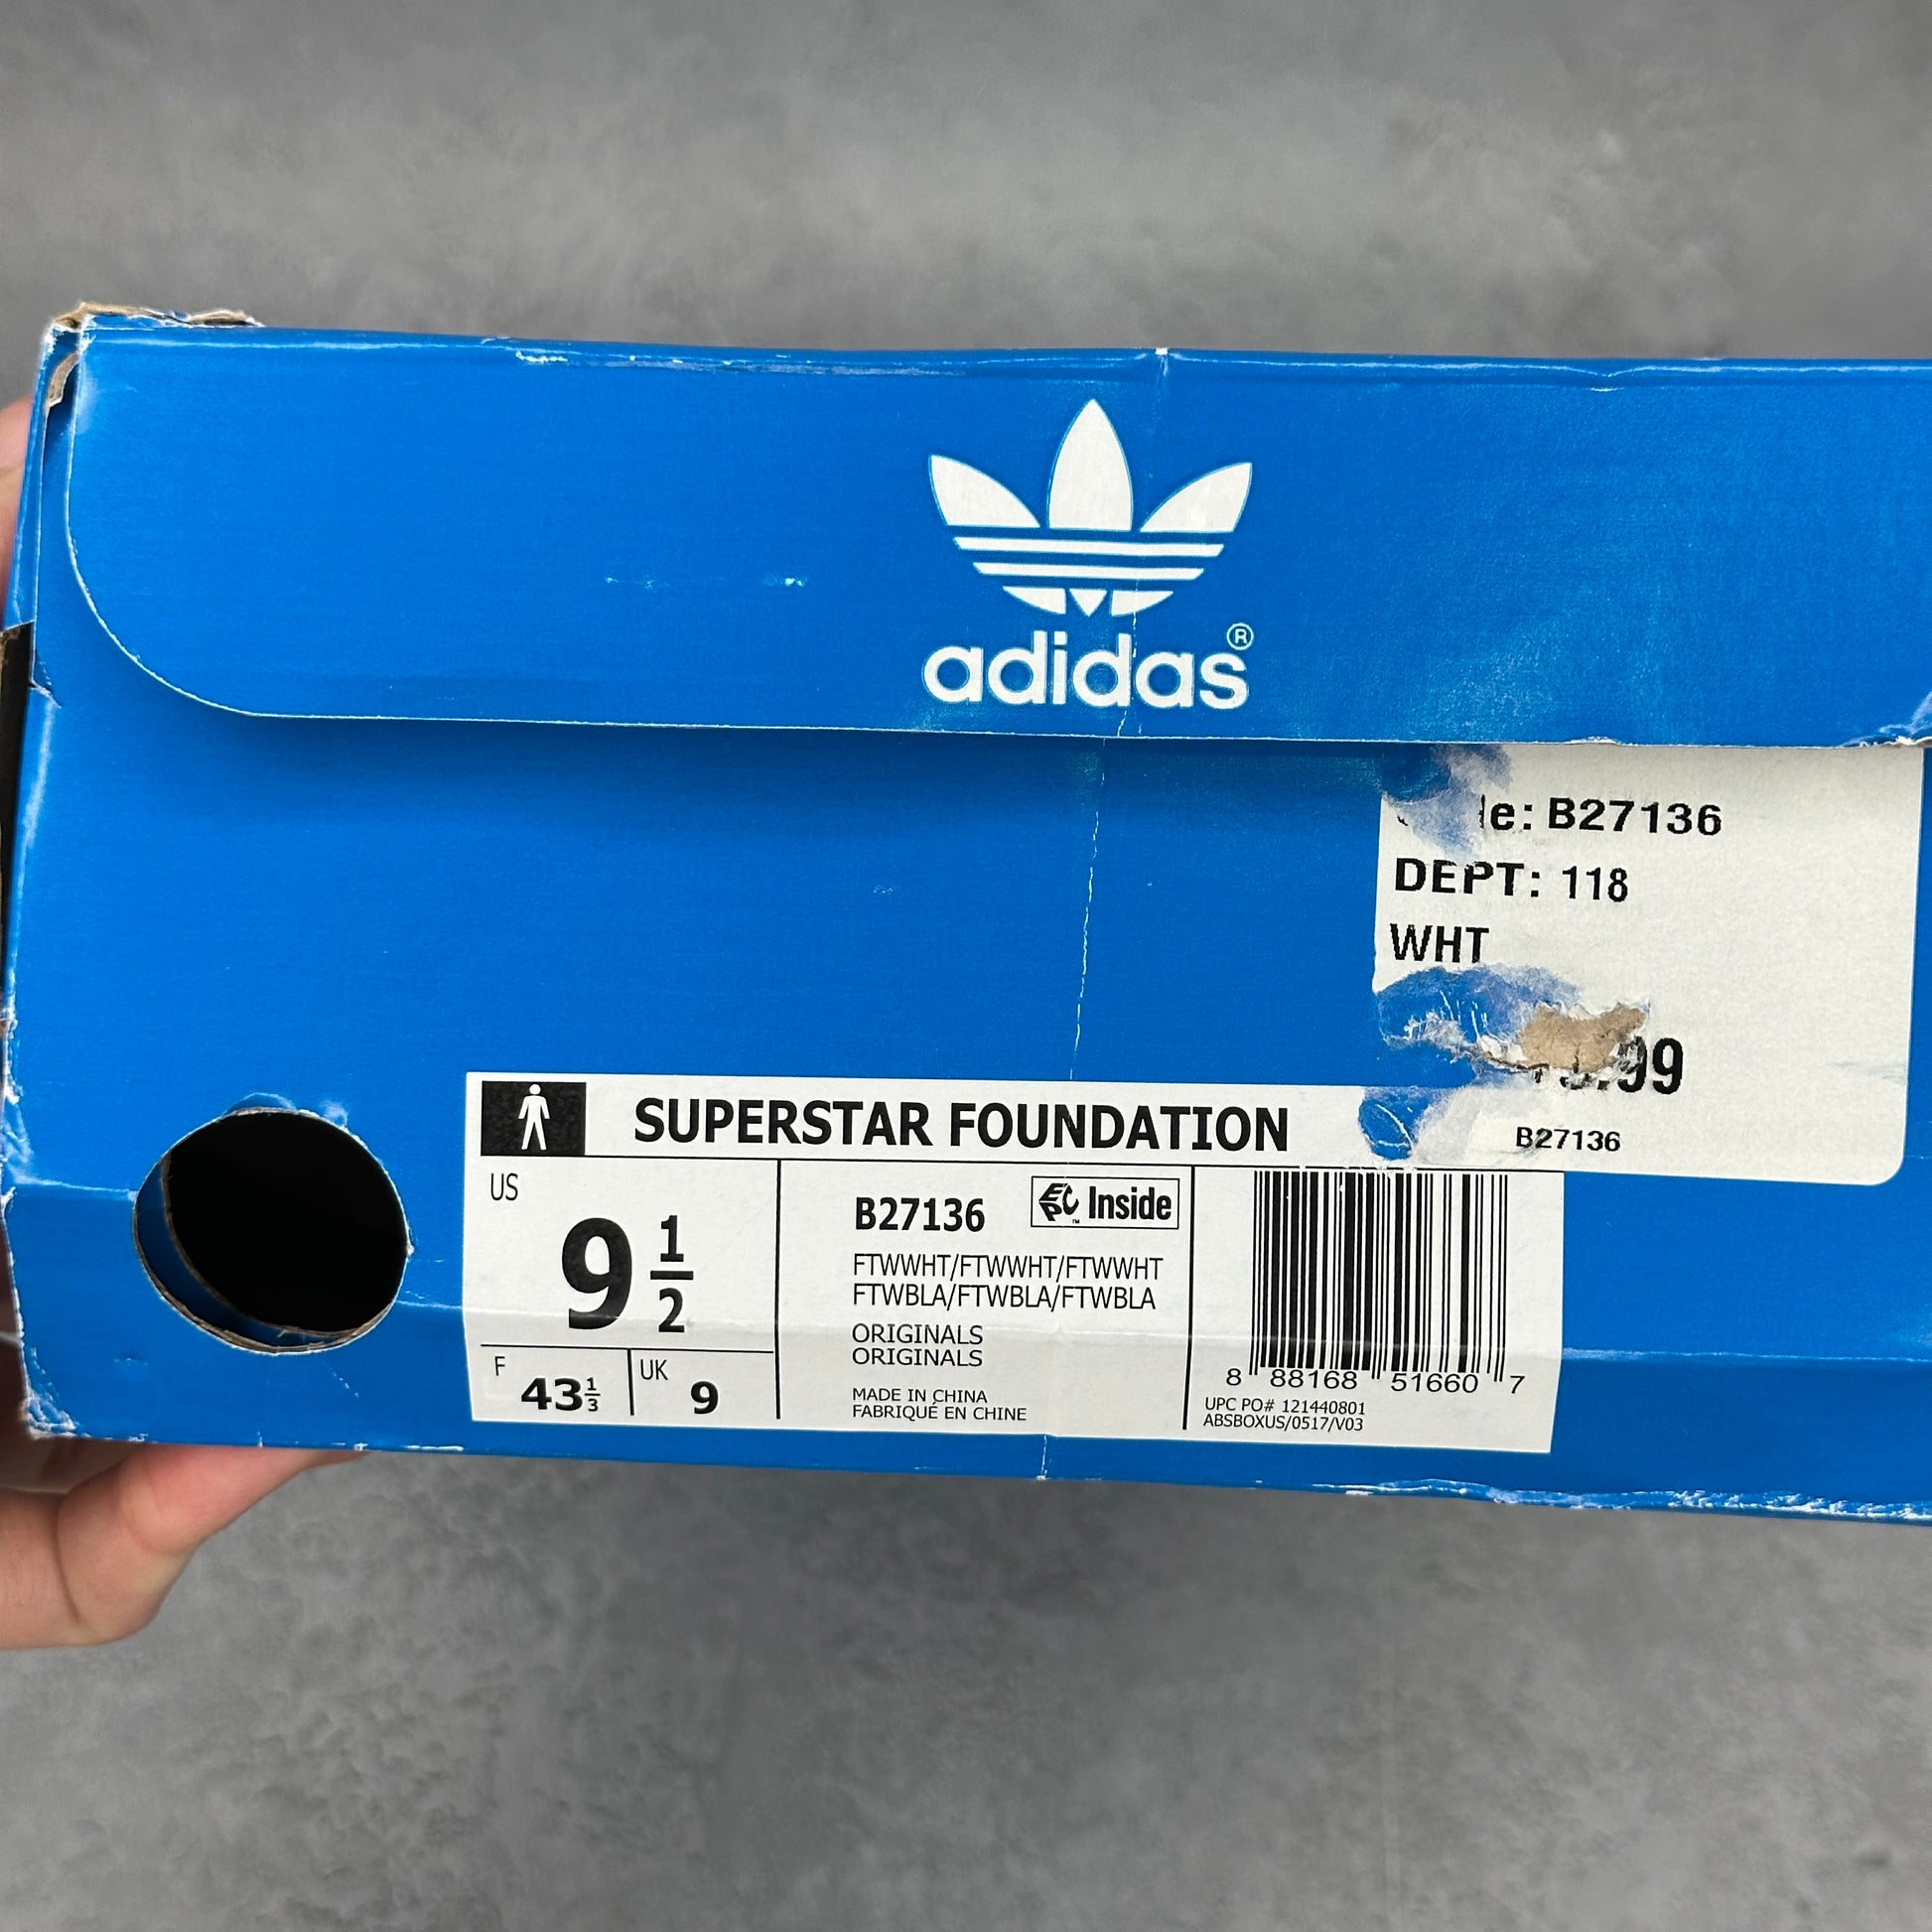 adidas®
B27136
DEPT: 118
WHT
B27136
SUPERSTAR FOUNDATION
US
9 1/2
F 43 1/3
UK 9
B27136
EPC™ Inside
FTWWHT/FTWWHT/FTWWHT
FTWBLA/FTWBLA/FTWBLA
ORIGINALS
ORIGINALS
MADE IN CHINA
FABRIQUÉ EN CHINE
8 88168 51660 7
UPC PO# 121440801
ABSBOXUS/0517/V03